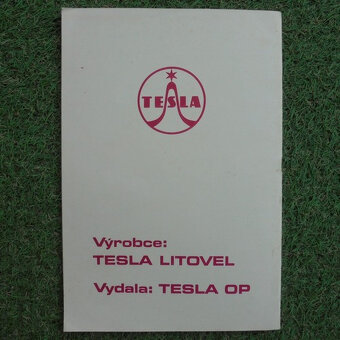 TESLA
Výrobce:
TESLA LITOVEL
Vydala: TESLA OP